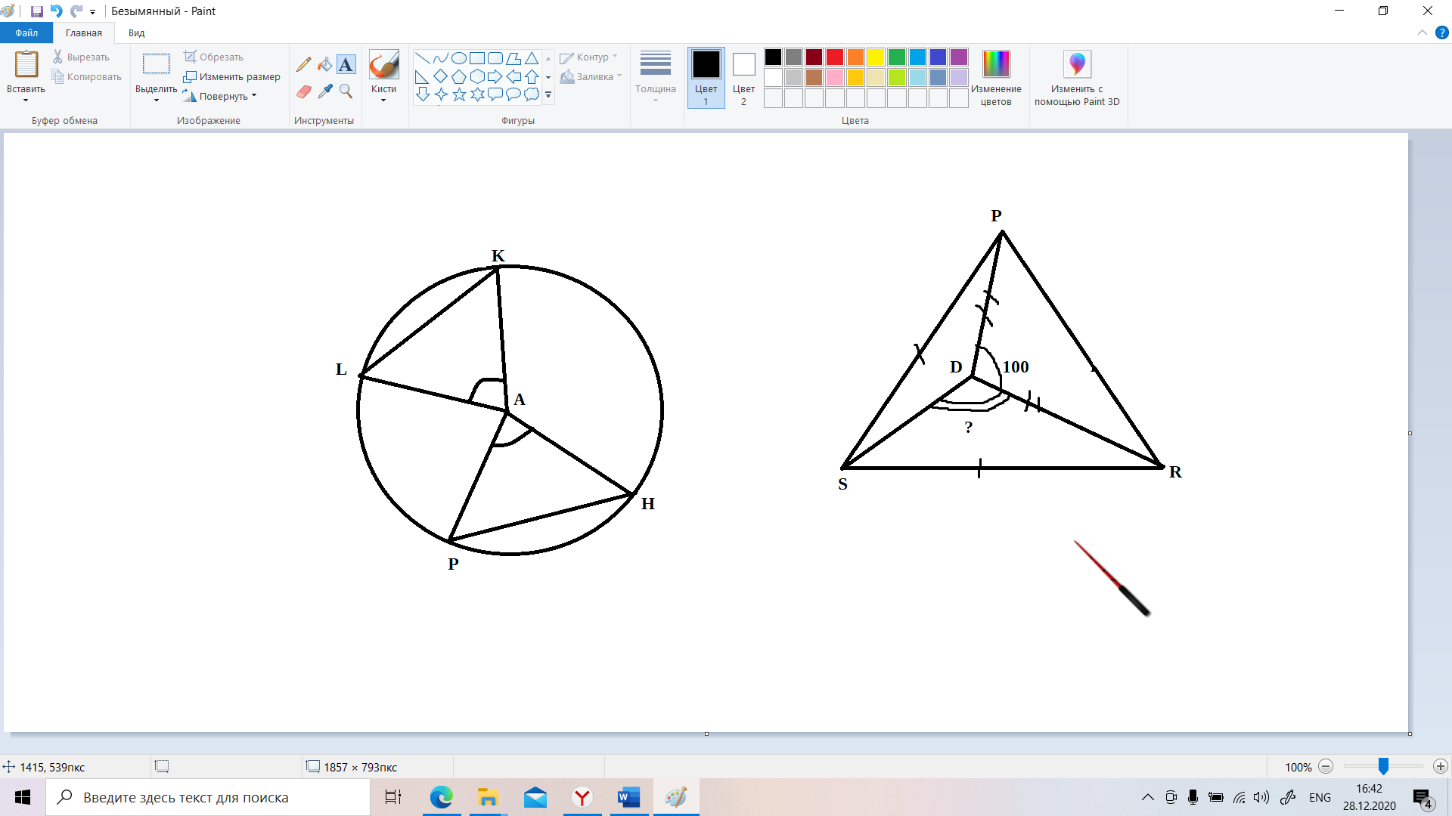 Безымянный - Paint
Файл
Главная
Вид
Вставить
Вырезать
Копировать
Буфер обмена
Выделить
Обрезать
Изменить размер
Повернуть
Изображение
A
Инструменты
Кисти
Контур
Заливка
Фигуры
Толщина
Цвет 1
Цвет 2
Изменение цветов
Изменить с помощью Paint 3D
Цвета
K
L
A
H
P
P
D
100
?
S
R
1415, 539пкс
1857 × 793пкс
100%
Введите здесь текст для поиска
ENG
16:42
28.12.2020
4